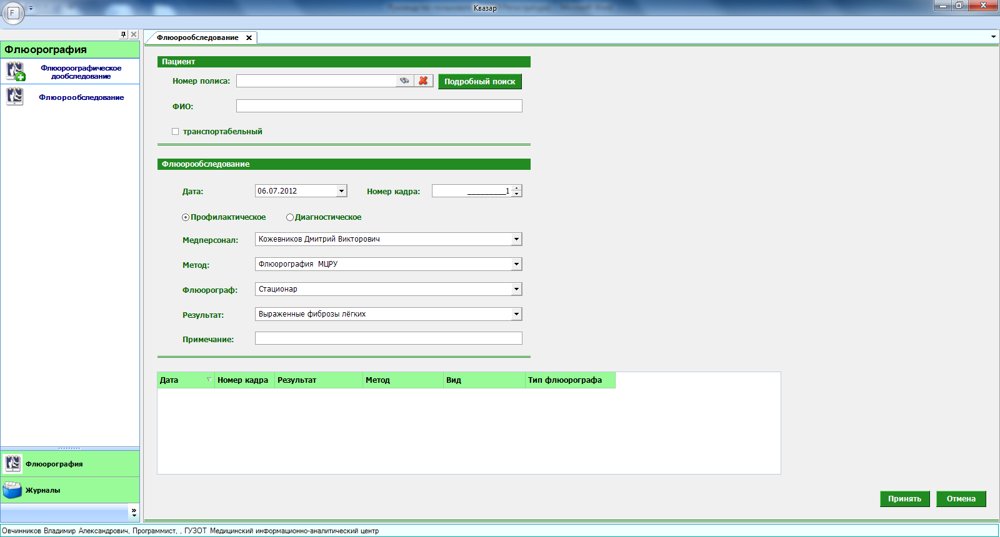 Квазар
F
Флюорография
Флюороографическое
дообследование
Флюорообследование
Флюорообследование
Пациент
Номер полиса:
Подробный поиск
ФИО:
транспортабельный
Флюорообследование
Дата: 06.07.2012 Номер кадра: _________1
Профилактическое Диагностическое
Медперсонал: Кожевников Дмитрий Викторович
Метод: Флюорография МЦРУ
Флюорограф: Стационар
Результат: Выраженные фиброзы лёгких
Примечание:
Дата Номер кадра Результат Метод Вид Тип флюорографа
Флюорография
Журналы
Принять Отмена
Овчинников Владимир Александрович, Программист, , ГУЗОТ Медицинский информационно-аналитический центр